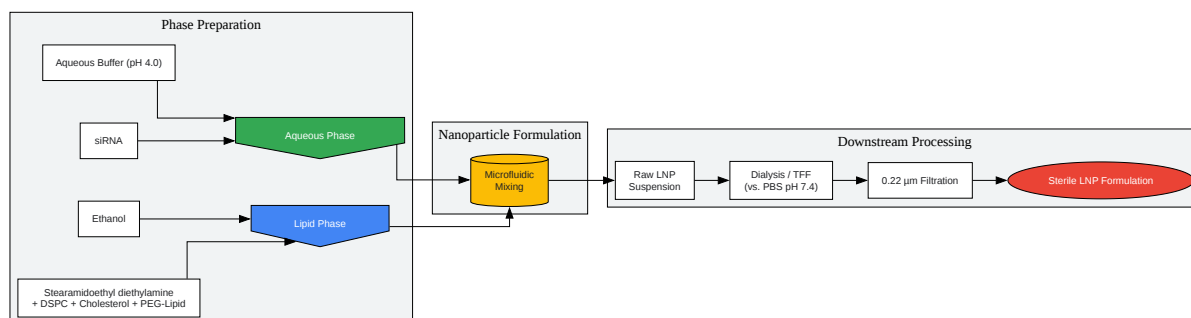 Phase Preparation
Aqueous Buffer (pH 4.0)
siRNA
Aqueous Phase
Ethanol
Lipid Phase
Stearamidoethyl diethylamine
+ DSPC + Cholesterol + PEG-Lipid
Nanoparticle Formulation
Microfluidic
Mixing
Downstream Processing
Raw LNP
Suspension
Dialysis / TFF
(vs. PBS pH 7.4)
0.22 µm Filtration
Sterile LNP Formulation